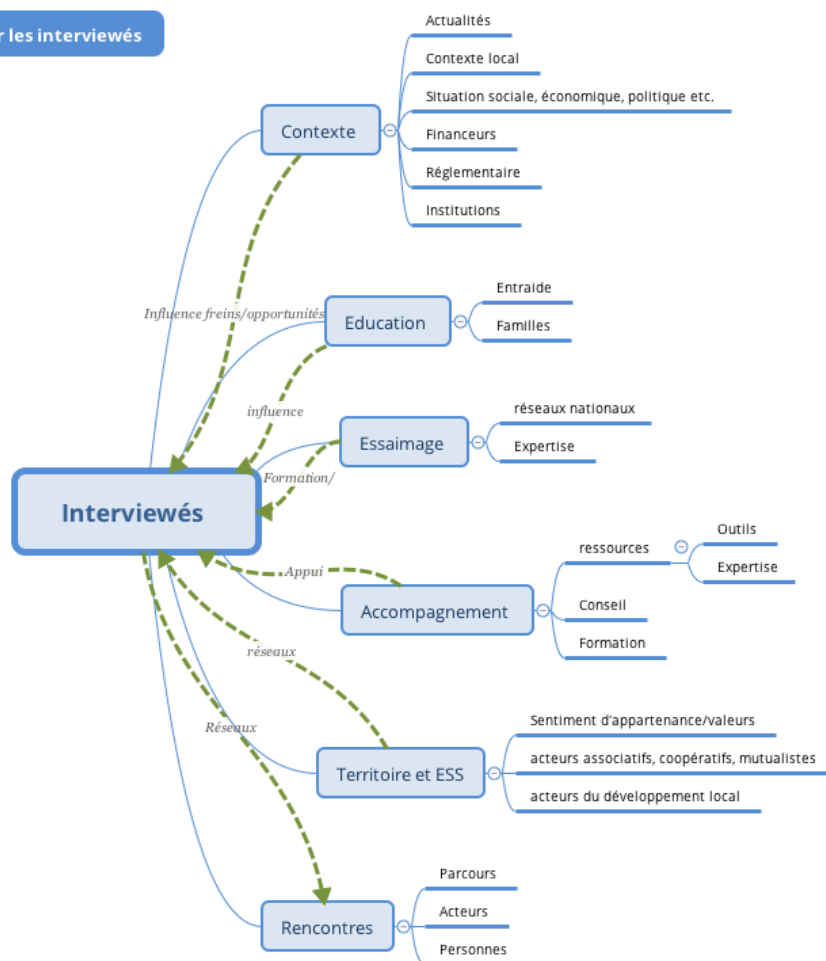 r les interviewés
Actualités
Contexte local
Situation sociale, économique, politique etc.
Contexte
Financeurs
Réglementaire
Institutions
Influence freins/opportunités
Education
Entraide
Familles
influence
Essaimage
réseaux nationaux
Expertise
Formation/
Interviewés
Appui
Accompagnement
ressources
Outils
Expertise
Conseil
Formation
réseaux
Réseaux
Territoire et ESS
Sentiment d'appartenance/valeurs
acteurs associatifs, coopératifs, mutualistes
acteurs du développement local
Rencontres
Parcours
Acteurs
Personnes